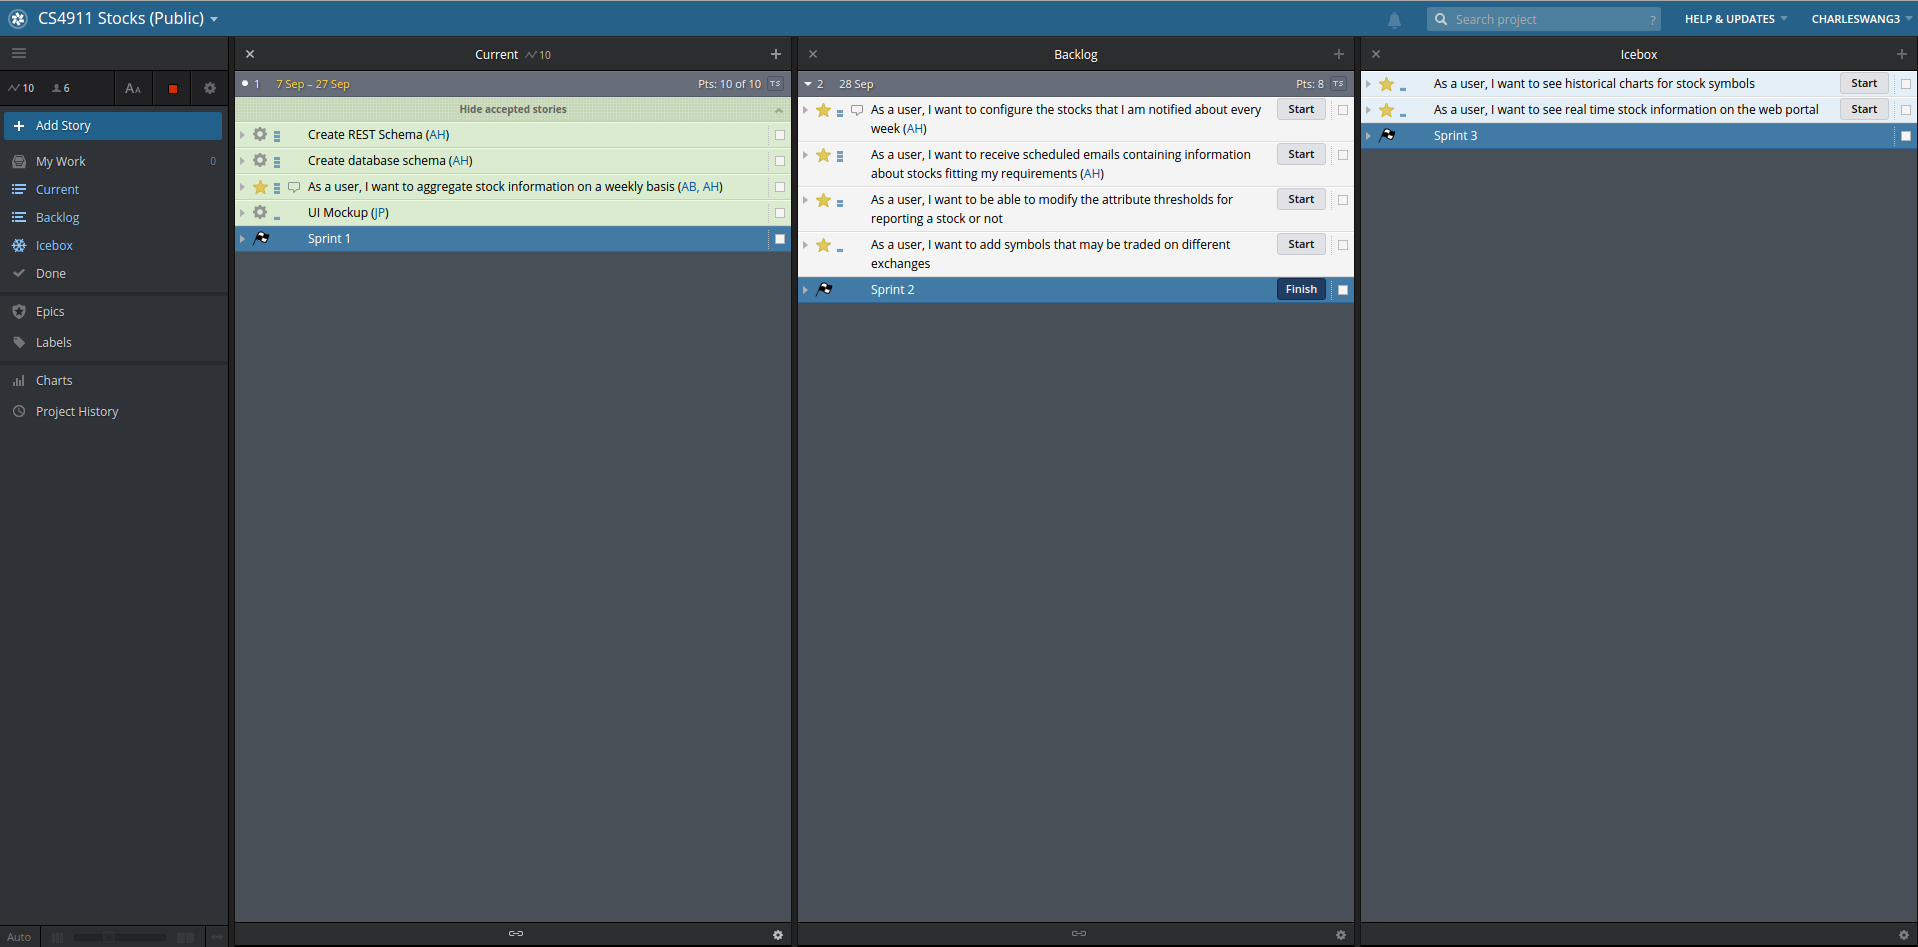 CS4911 Stocks (Public)
Search project ?
HELP & UPDATES
CHARLESWANG3
10 6 AA
Add Story
My Work 0
Current
Backlog
Icebox
Done
Epics
Labels
Charts
Project History
Auto
Current 10
1 7 Sep – 27 Sep Pts: 10 of 10 TS
Hide accepted stories
Create REST Schema (AH)
Create database schema (AH)
As a user, I want to aggregate stock information on a weekly basis (AB, AH)
UI Mockup (JP)
Sprint 1
Backlog
2 28 Sep Pts: 8 TS
As a user, I want to configure the stocks that I am notified about every
week (AH)
Start
As a user, I want to receive scheduled emails containing information
about stocks fitting my requirements (AH)
Start
As a user, I want to be able to modify the attribute thresholds for
reporting a stock or not
Start
As a user, I want to add symbols that may be traded on different
exchanges
Start
Sprint 2 Finish
Icebox
As a user, I want to see historical charts for stock symbols Start
As a user, I want to see real time stock information on the web portal Start
Sprint 3